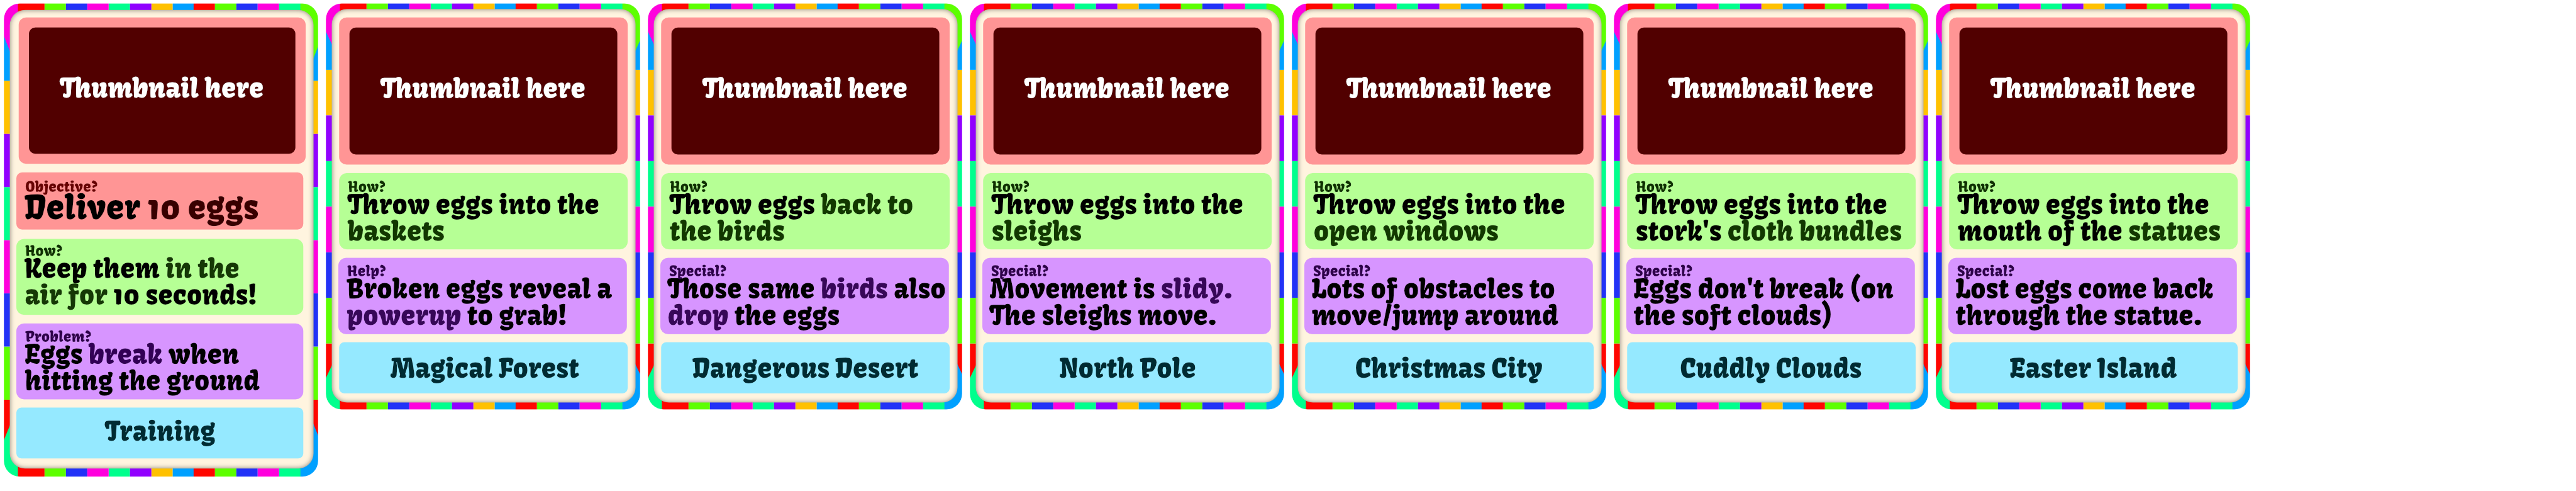 Thumbnail here
Objective?
Deliver 10 eggs
How?
Keep them in the
air for 10 seconds!
Problem?
Eggs break when
hitting the ground
Training
Thumbnail here
How?
Throw eggs into the
baskets
Help?
Broken eggs reveal a
powerup to grab!
Magical Forest
Thumbnail here
How?
Throw eggs back to
the birds
Special?
Those same birds also
drop the eggs
Dangerous Desert
Thumbnail here
How?
Throw eggs into the
sleighs
Special?
Movement is slidy.
The sleighs move.
North Pole
Thumbnail here
How?
Throw eggs into the
open windows
Special?
Lots of obstacles to
move/jump around
Christmas City
Thumbnail here
How?
Throw eggs into the
stork's cloth bundles
Special?
Eggs don't break (on
the soft clouds)
Cuddly Clouds
Thumbnail here
How?
Throw eggs into the
mouth of the statues
Special?
Lost eggs come back
through the statue.
Easter Island